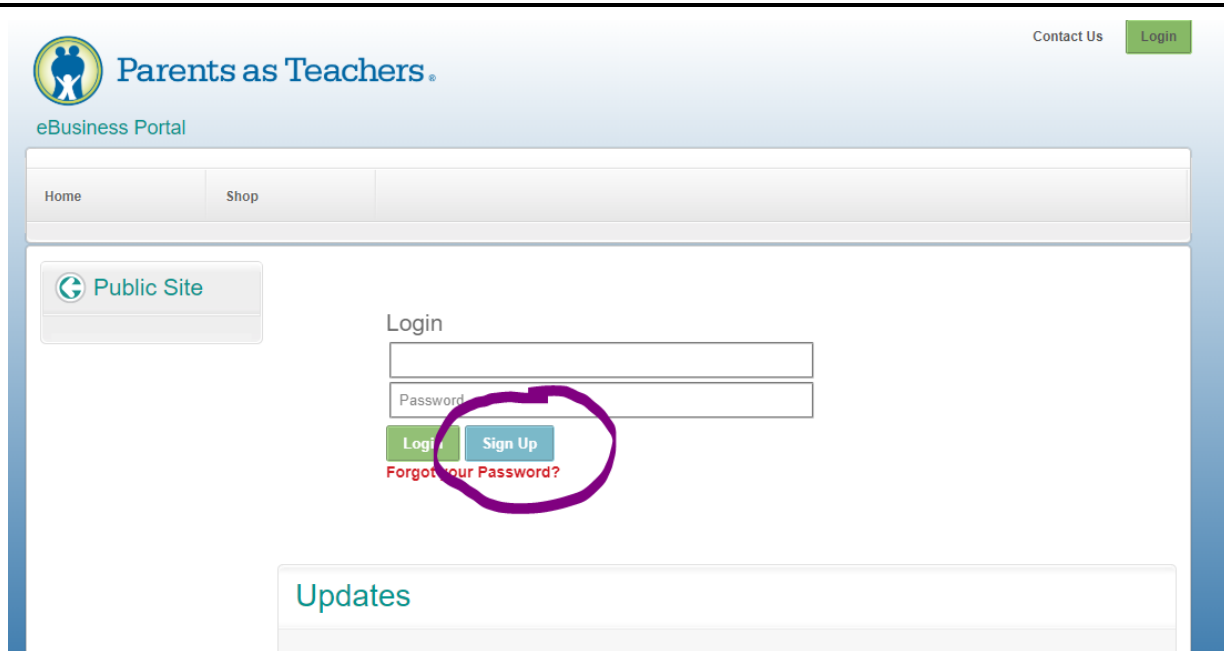 Contact Us
Login
Parents as Teachers®
eBusiness Portal
Home
Shop
Public Site
Login
Password
Login
Sign Up
Forgot your Password?
Updates